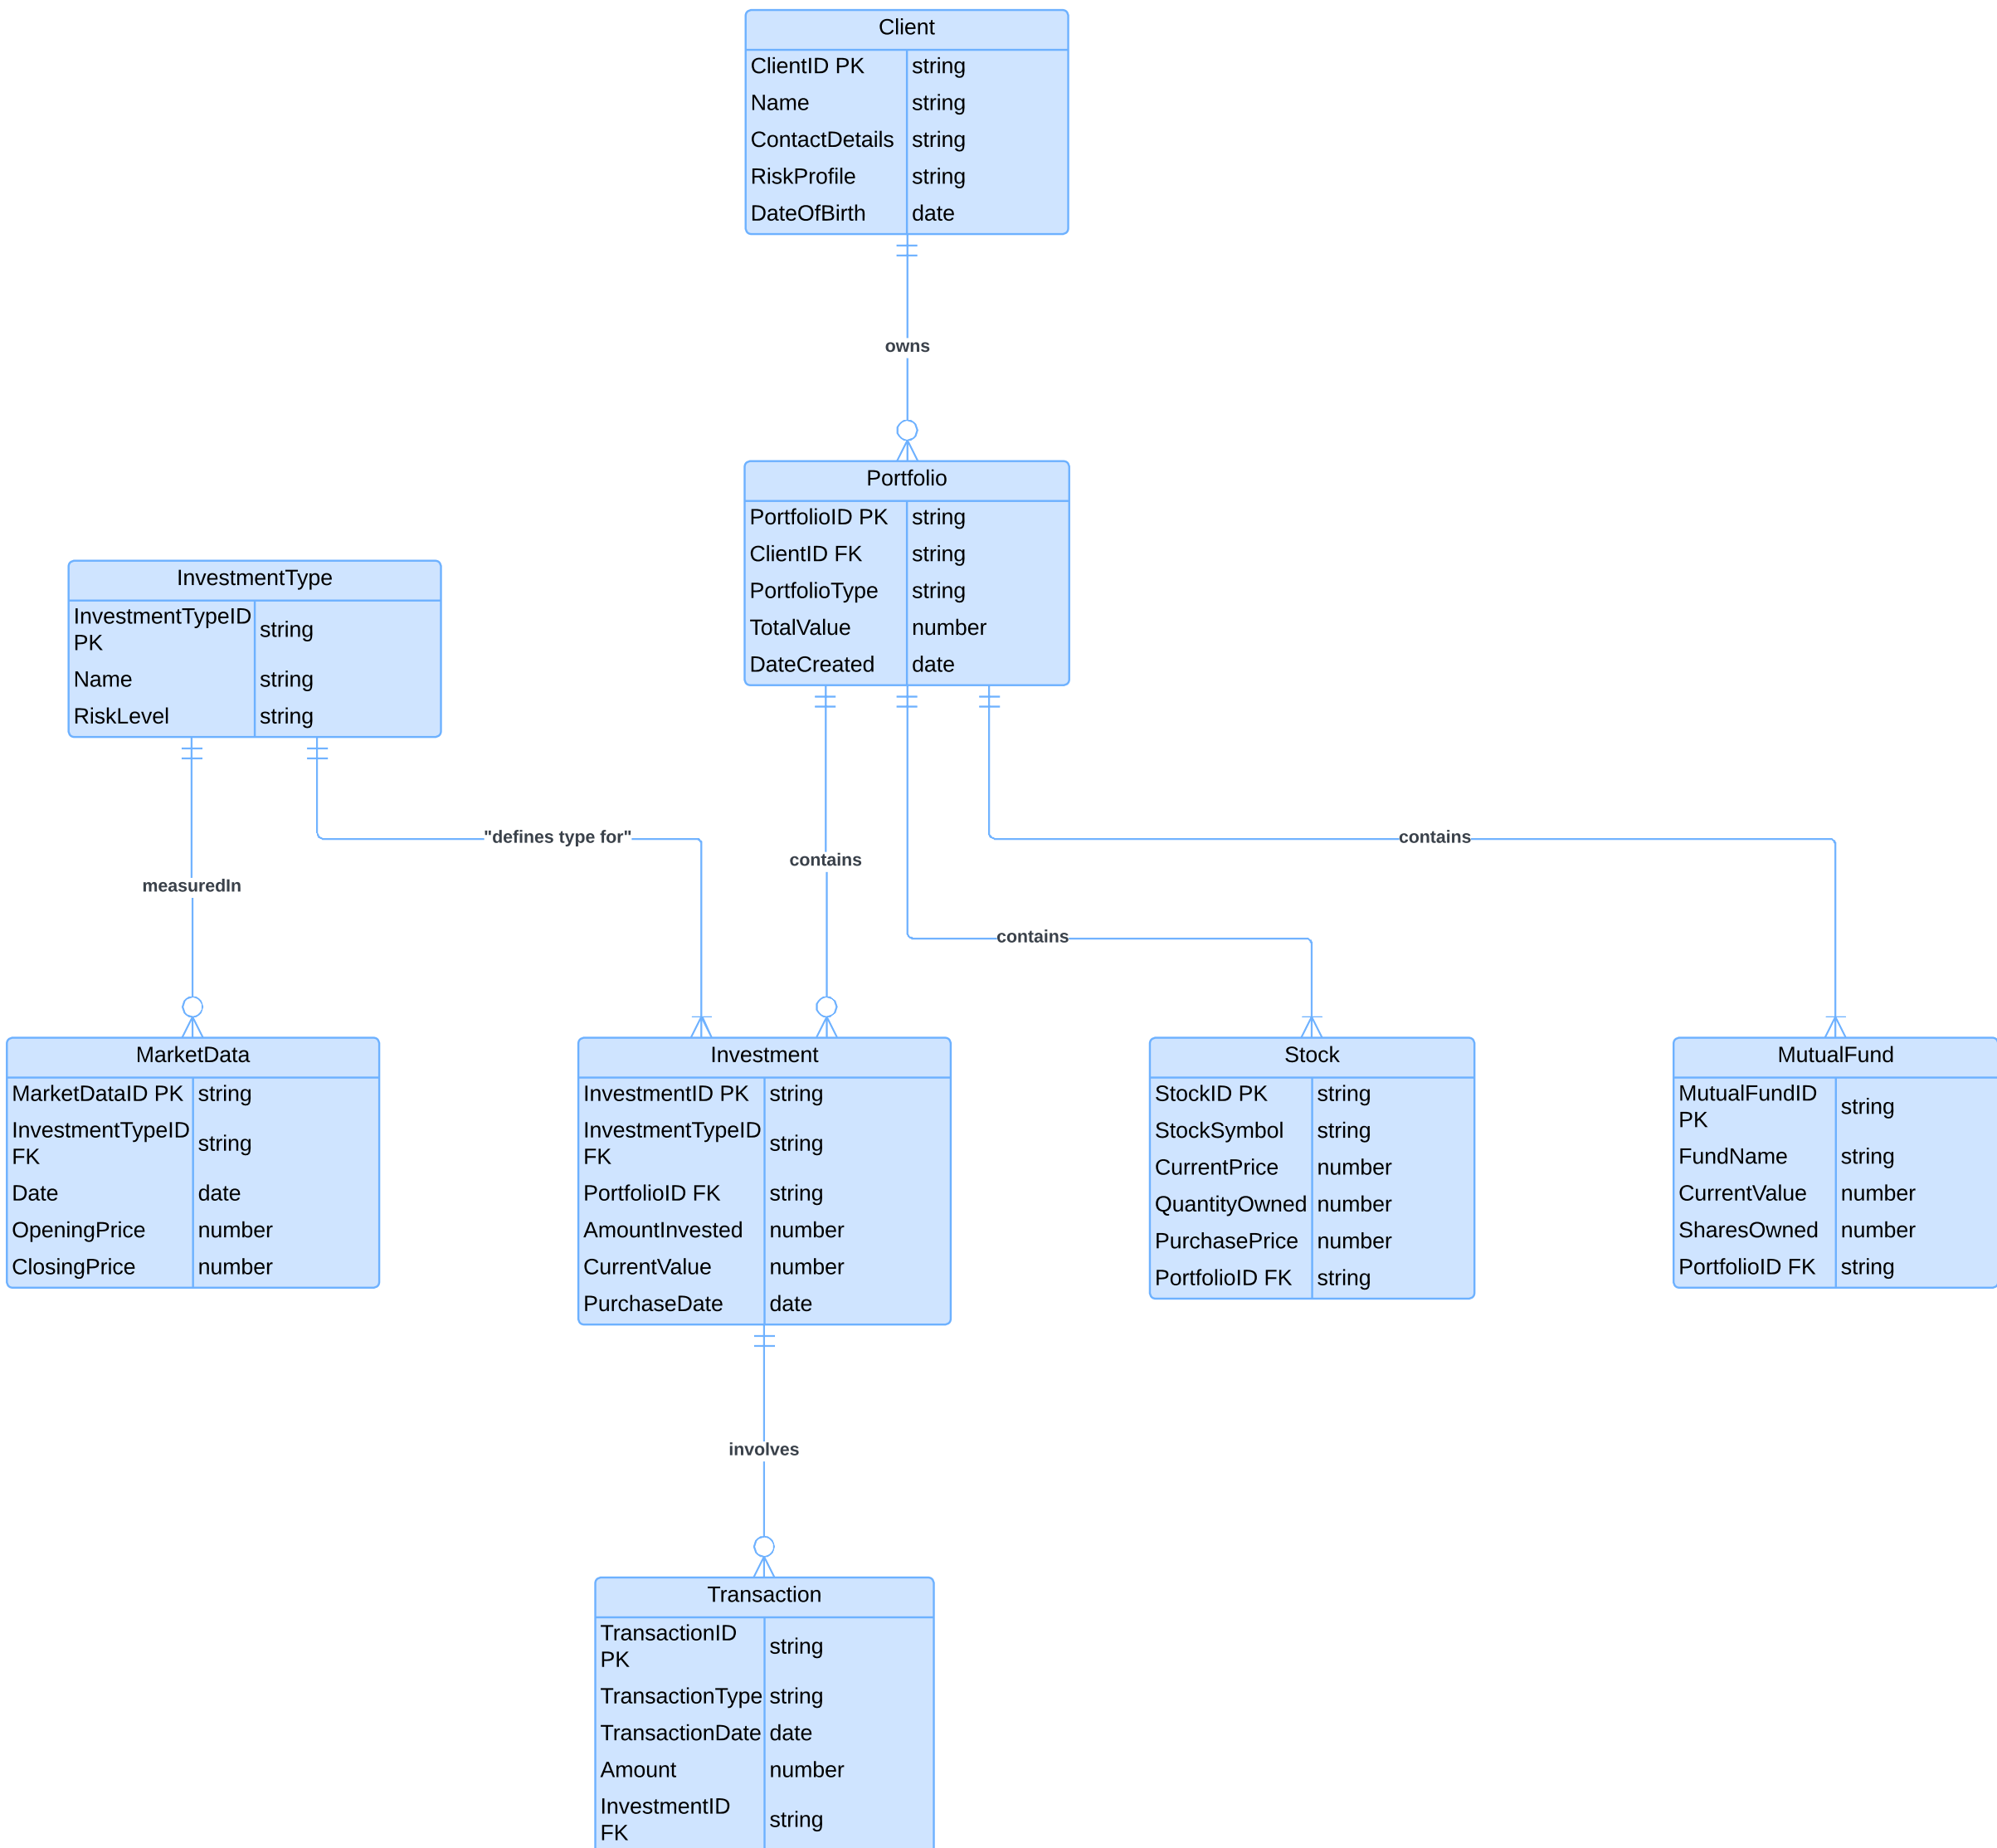 Client
ClientID PK string
Name string
ContactDetails string
RiskProfile string
DateOfBirth date
owns
Portfolio
PortfolioID PK string
ClientID FK string
PortfolioType string
TotalValue number
DateCreated date
InvestmentType
InvestmentTypeID
PK
string
Name string
RiskLevel string
"defines type for"
contains
contains
measuredIn
contains
MarketData
MarketDataID PK string
InvestmentTypeID
FK
string
Date date
OpeningPrice number
ClosingPrice number
Investment
InvestmentID PK string
InvestmentTypeID
FK
string
PortfolioID FK string
AmountInvested number
CurrentValue number
PurchaseDate date
Stock
StockID PK string
StockSymbol string
CurrentPrice number
QuantityOwned number
PurchasePrice number
PortfolioID FK string
MutualFund
MutualFundID
PK
string
FundName string
CurrentValue number
SharesOwned number
PortfolioID FK string
involves
Transaction
TransactionID
PK
string
TransactionType string
TransactionDate date
Amount number
InvestmentID
FK
string